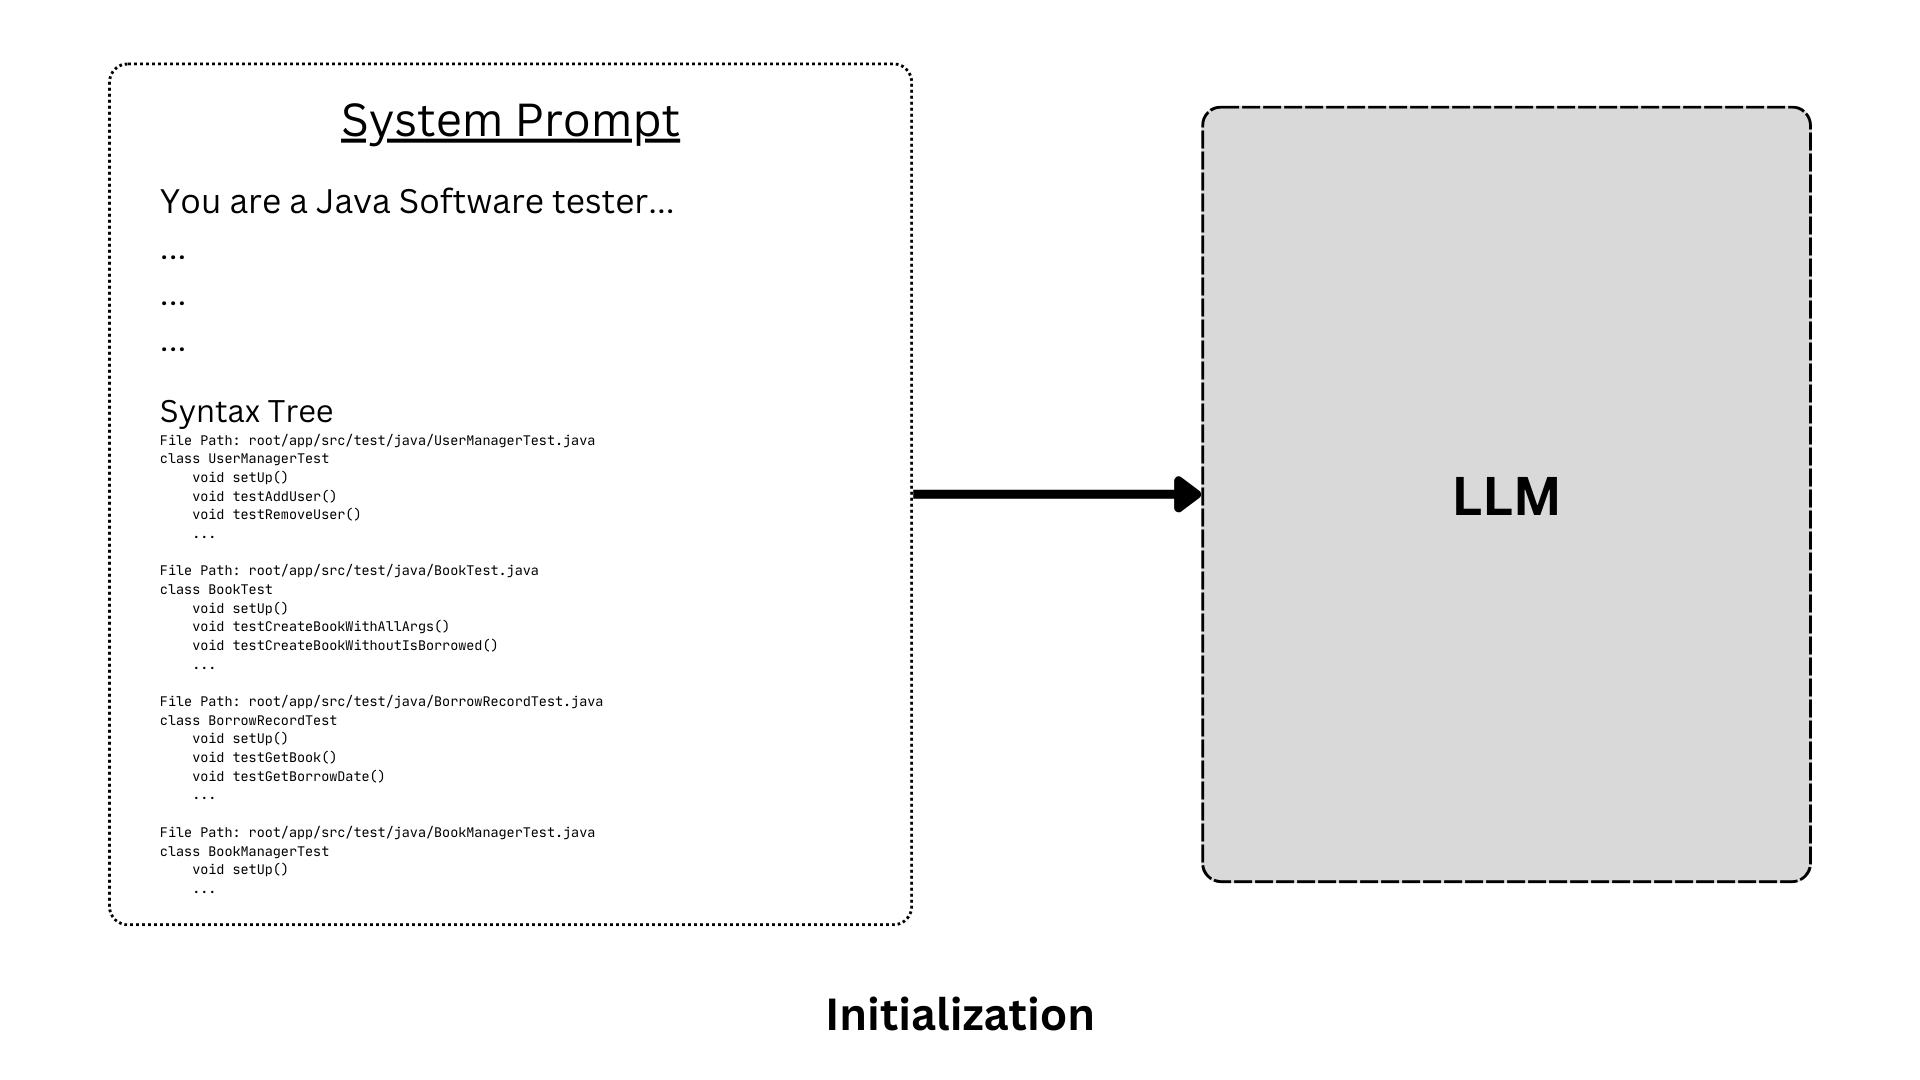 System Prompt
You are a Java Software tester...
...
...
...
Syntax Tree
File Path: root/app/src/test/java/UserManagerTest.java
class UserManagerTest
    void setUp()
    void testAddUser()
    void testRemoveUser()
    ...
File Path: root/app/src/test/java/BookTest.java
class BookTest
    void setUp()
    void testCreateBookWithAllArgs()
    void testCreateBookWithoutIsBorrowed()
    ...
File Path: root/app/src/test/java/BorrowRecordTest.java
class BorrowRecordTest
    void setUp()
    void testGetBook()
    void testGetBorrowDate()
    ...
File Path: root/app/src/test/java/BookManagerTest.java
class BookManagerTest
    void setUp()
    ...
LLM
Initialization